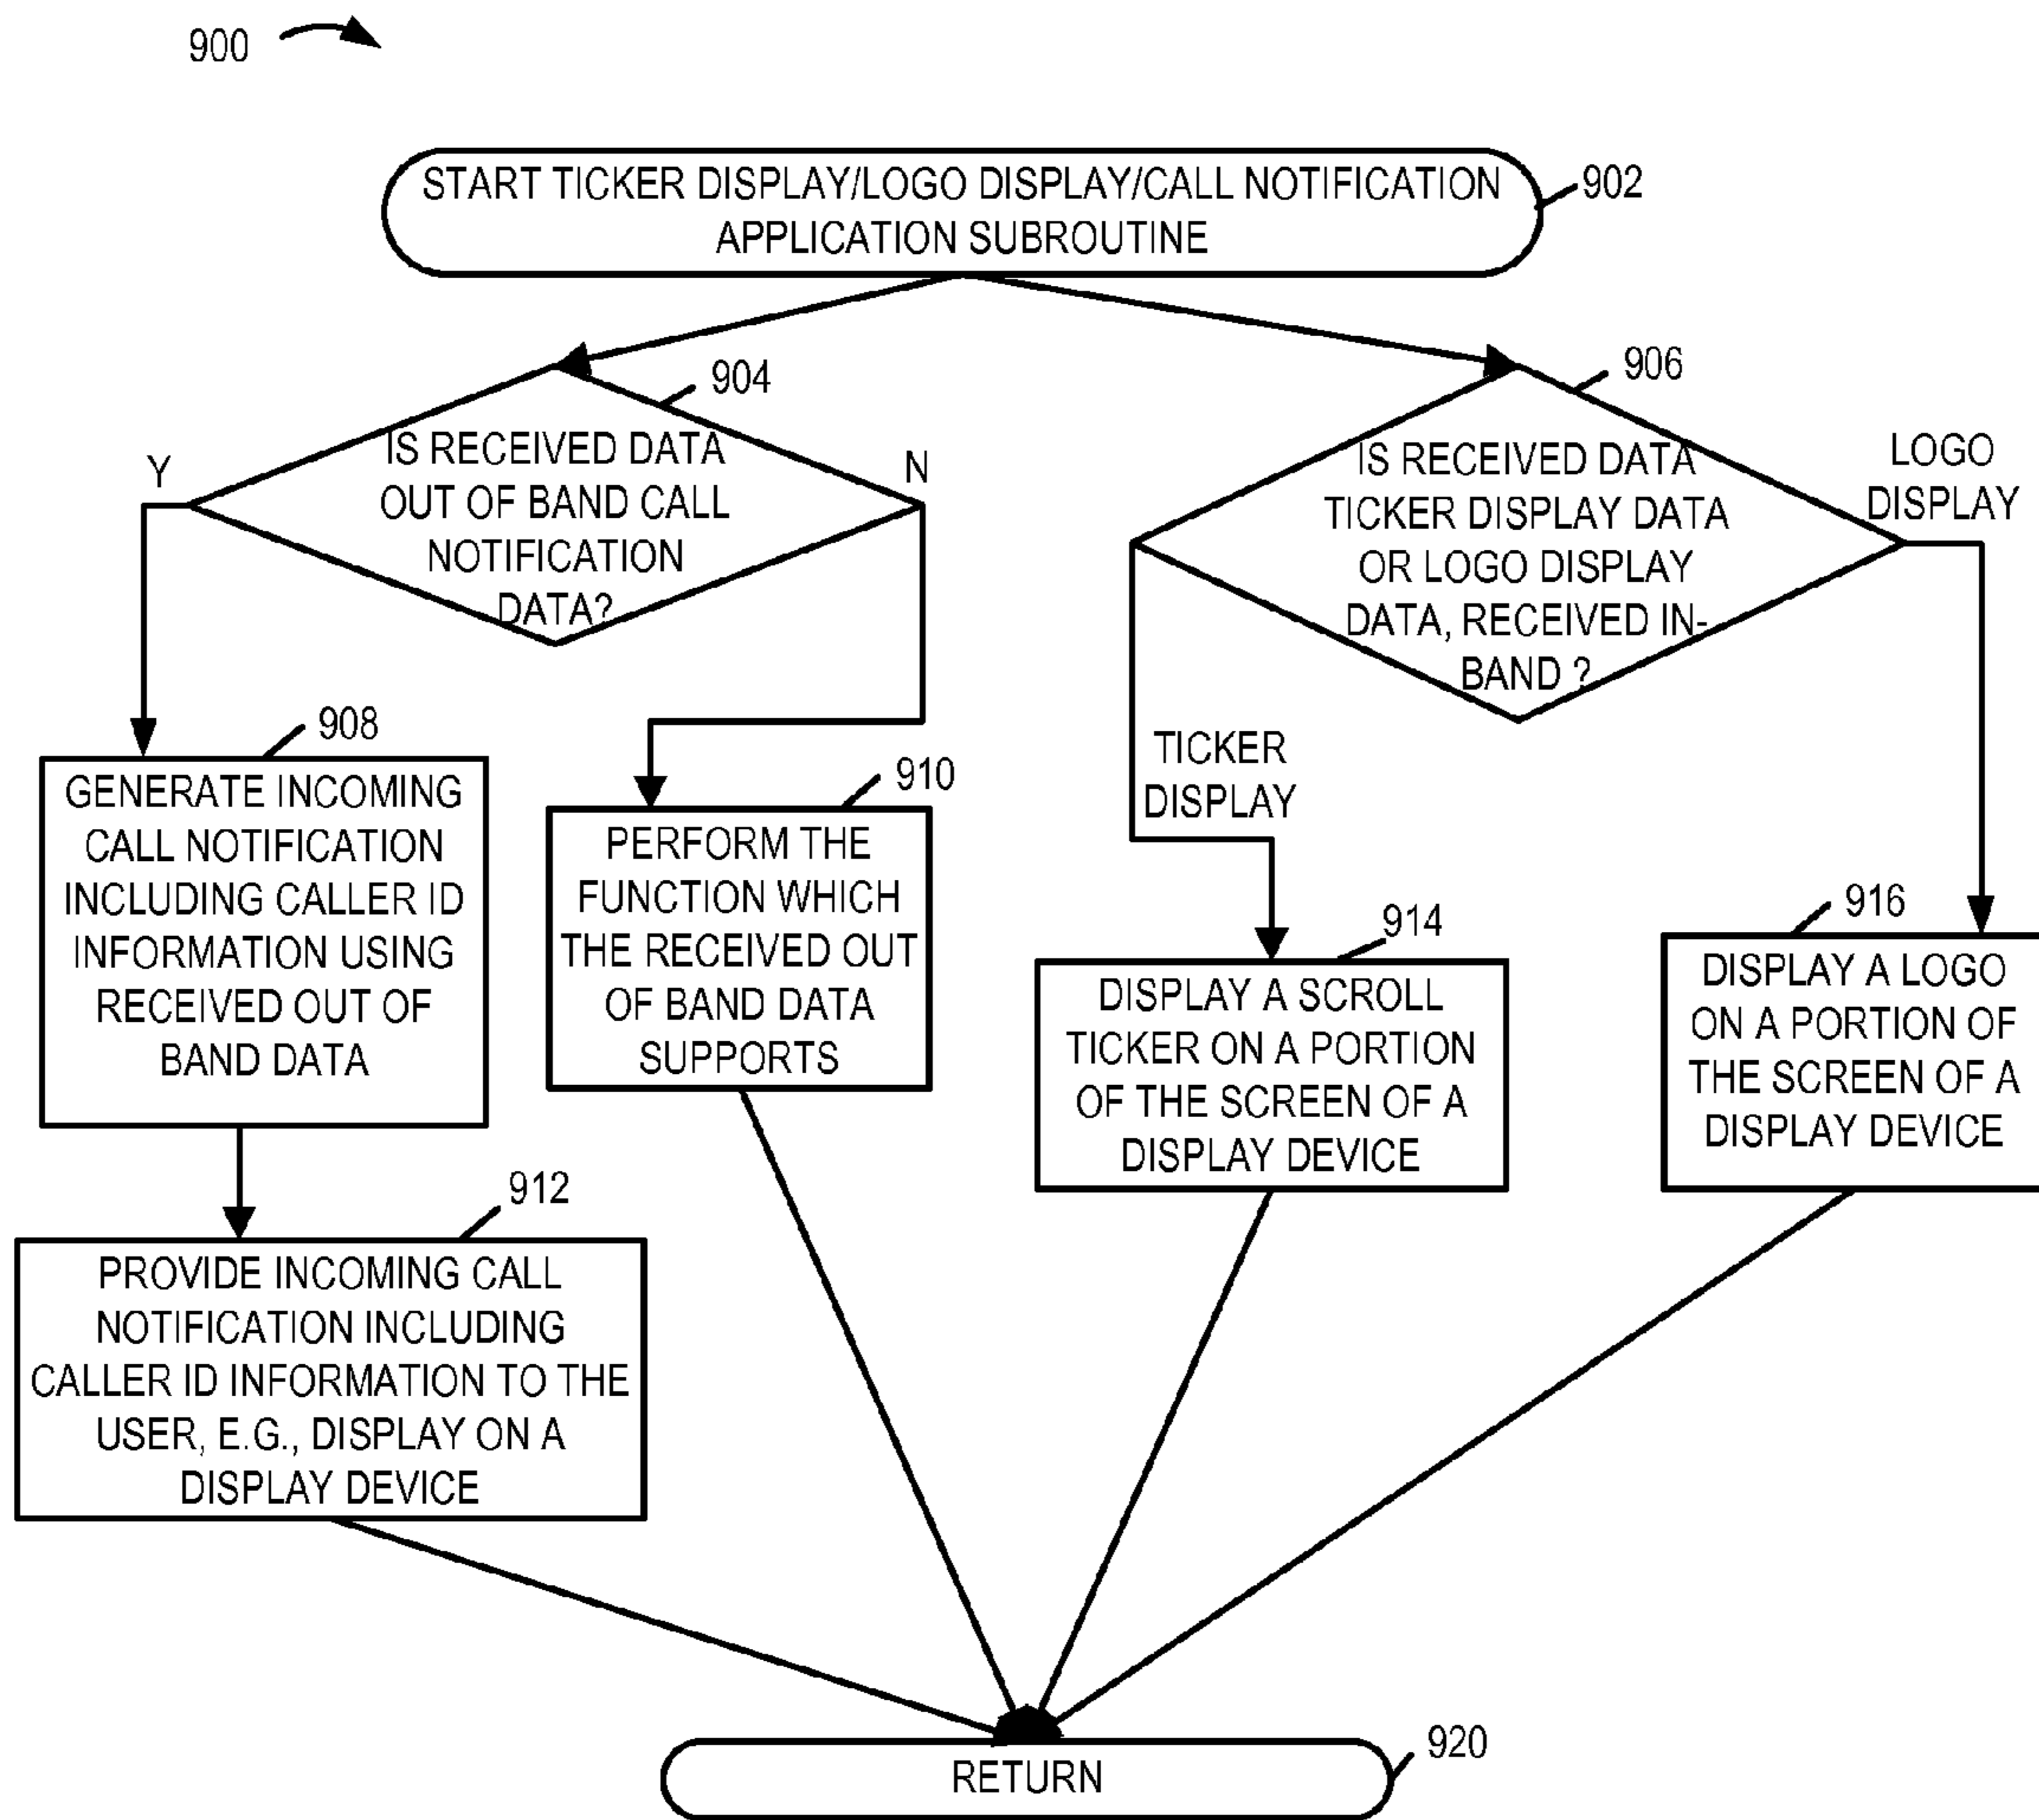 900
START TICKER DISPLAY/LOGO DISPLAY/CALL NOTIFICATION
APPLICATION SUBROUTINE
902
904
IS RECEIVED DATA
OUT OF BAND CALL
NOTIFICATION
DATA?
Y
N
906
IS RECEIVED DATA
TICKER DISPLAY DATA
OR LOGO DISPLAY
DATA, RECEIVED IN-
BAND ?
LOGO
DISPLAY
TICKER
DISPLAY
908
GENERATE INCOMING
CALL NOTIFICATION
INCLUDING CALLER ID
INFORMATION USING
RECEIVED OUT OF
BAND DATA
910
PERFORM THE
FUNCTION WHICH
THE RECEIVED OUT
OF BAND DATA
SUPPORTS
914
DISPLAY A SCROLL
TICKER ON A PORTION
OF THE SCREEN OF A
DISPLAY DEVICE
916
DISPLAY A LOGO
ON A PORTION OF
THE SCREEN OF A
DISPLAY DEVICE
912
PROVIDE INCOMING CALL
NOTIFICATION INCLUDING
CALLER ID INFORMATION TO THE
USER, E.G., DISPLAY ON A
DISPLAY DEVICE
RETURN
920